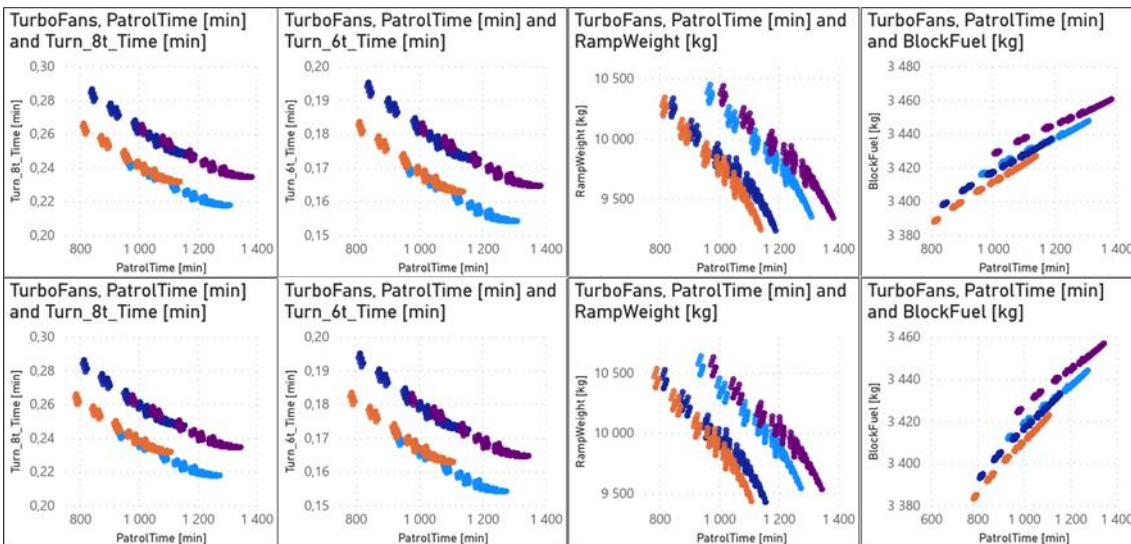 TurboFans, PatrolTime [min]
and Turn_8t_Time [min]
0,30
0,28
0,26
0,24
0,22
0,20
Turn_8t_Time [min]
800
1 000
1 200
1 400
PatrolTime [min]
TurboFans, PatrolTime [min] and
Turn_6t_Time [min]
0,20
0,19
0,18
0,17
0,16
0,15
Turn_6t_Time [min]
800
1 000
1 200
1 400
PatrolTime [min]
TurboFans, PatrolTime [min] and
RampWeight [kg]
10 500
10 000
9 500
RampWeight [kg]
800
1 000
1 200
1 400
PatrolTime [min]
TurboFans, PatrolTime [min]
and BlockFuel [kg]
3 480
3 460
3 440
3 420
3 400
3 380
BlockFuel [kg]
800
1 000
1 200
1 400
PatrolTime [min]
TurboFans, PatrolTime [min]
and Turn_8t_Time [min]
0,30
0,28
0,26
0,24
0,22
0,20
Turn_8t_Time [min]
800
1 000
1 200
1 400
PatrolTime [min]
TurboFans, PatrolTime [min] and
Turn_6t_Time [min]
0,20
0,19
0,18
0,17
0,16
0,15
Turn_6t_Time [min]
800
1 000
1 200
1 400
PatrolTime [min]
TurboFans, PatrolTime [min] and
RampWeight [kg]
10 500
10 000
9 500
RampWeight [kg]
800
1 000
1 200
1 400
PatrolTime [min]
TurboFans, PatrolTime [min]
and BlockFuel [kg]
3 460
3 440
3 420
3 400
3 380
BlockFuel [kg]
600
800
1 000
1 200
1 400
PatrolTime [min]